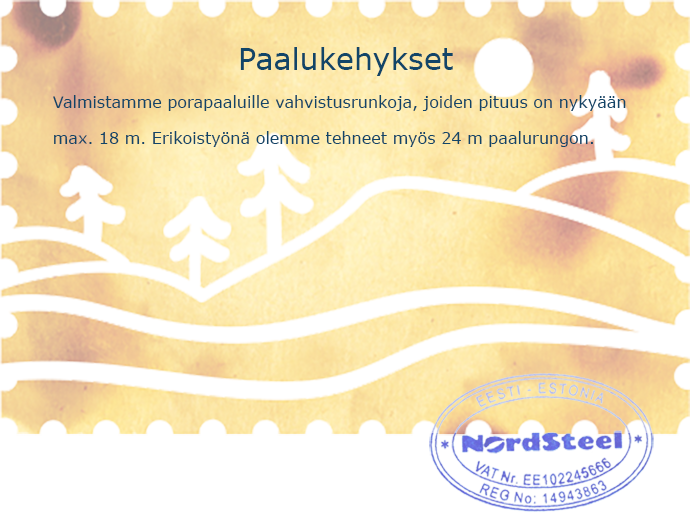 Paalukehykset
Valmistamme porapaaluille vahvistusrunkoja, joiden pituus on nykyään
max. 18 m. Erikoistyönä olemme tehneet myös 24 m paalurungon.
EESTI - ESTONIA
* NordSteel *
VAT Nr. EE102245666
REG No: 14943863